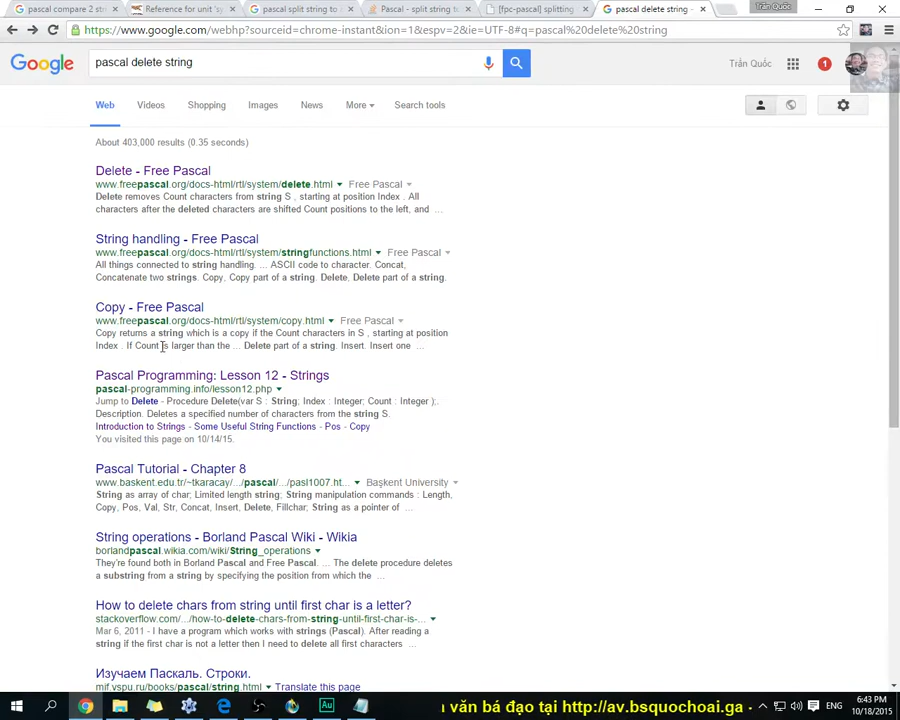 pascal compare 2 str
Reference for unit 'sy
pascal split string to i
Pascal - split string to
[fpc-pascal] splitting
pascal delete string -
Trần Quốc
https://www.google.com/webhp?sourceid=chrome-instant&ion=1&espv=2&ie=UTF-8#q=pascal%20delete%20string
Google
pascal delete string
Trần Quốc
1
Web Videos Shopping Images News More Search tools
About 403,000 results (0.35 seconds)
Delete - Free Pascal
www.freepascal.org/docs-html/rtl/system/delete.html Free Pascal
Delete removes Count characters from string S , starting at position Index . All
characters after the deleted characters are shifted Count positions to the left, and ...
String handling - Free Pascal
www.freepascal.org/docs-html/rtl/system/stringfunctions.html Free Pascal
All things connected to string handling. ... ASCII code to character. Concat,
Concatenate two strings. Copy, Copy part of a string. Delete, Delete part of a string.
Copy - Free Pascal
www.freepascal.org/docs-html/rtl/system/copy.html Free Pascal
Copy returns a string which is a copy if the Count characters in S , starting at position
Index . If Count is larger than the ... Delete part of a string. Insert. Insert one ...
Pascal Programming: Lesson 12 - Strings
pascal-programming.info/lesson12.php
Jump to Delete - Procedure Delete(var S : String; Index : Integer; Count : Integer );.
Description. Deletes a specified number of characters from the string S.
Introduction to Strings - Some Useful String Functions - Pos - Copy
You visited this page on 10/14/15.
Pascal Tutorial - Chapter 8
www.baskent.edu.tr/~tkaracay/.../pascal/.../pasl1007.ht... Başkent University
String as array of char; Limited length string; String manipulation commands : Length,
Copy, Pos, Val, Str, Concat, Insert, Delete, Fillchar; String as a pointer of ...
String operations - Borland Pascal Wiki - Wikia
borlandpascal.wikia.com/wiki/String_operations
They're found both in Borland Pascal and Free Pascal. ... The delete procedure deletes
a substring from a string by specifying the position from which the ...
How to delete chars from string until first char is a letter?
stackoverflow.com/.../how-to-delete-chars-from-string-until-first-char-is-...
Mar 6, 2011 - I have a program which works with strings (Pascal). After reading a
string if the first char is not a letter then I need to delete all first characters ...
Изучаем Паскаль. Строки.
mif.vspu.ru/books/pascal/string.html Translate this page
Au
văn bá đạo tại http://av.bsquochoai.ga -
ENG
6:43 PM
10/18/2015